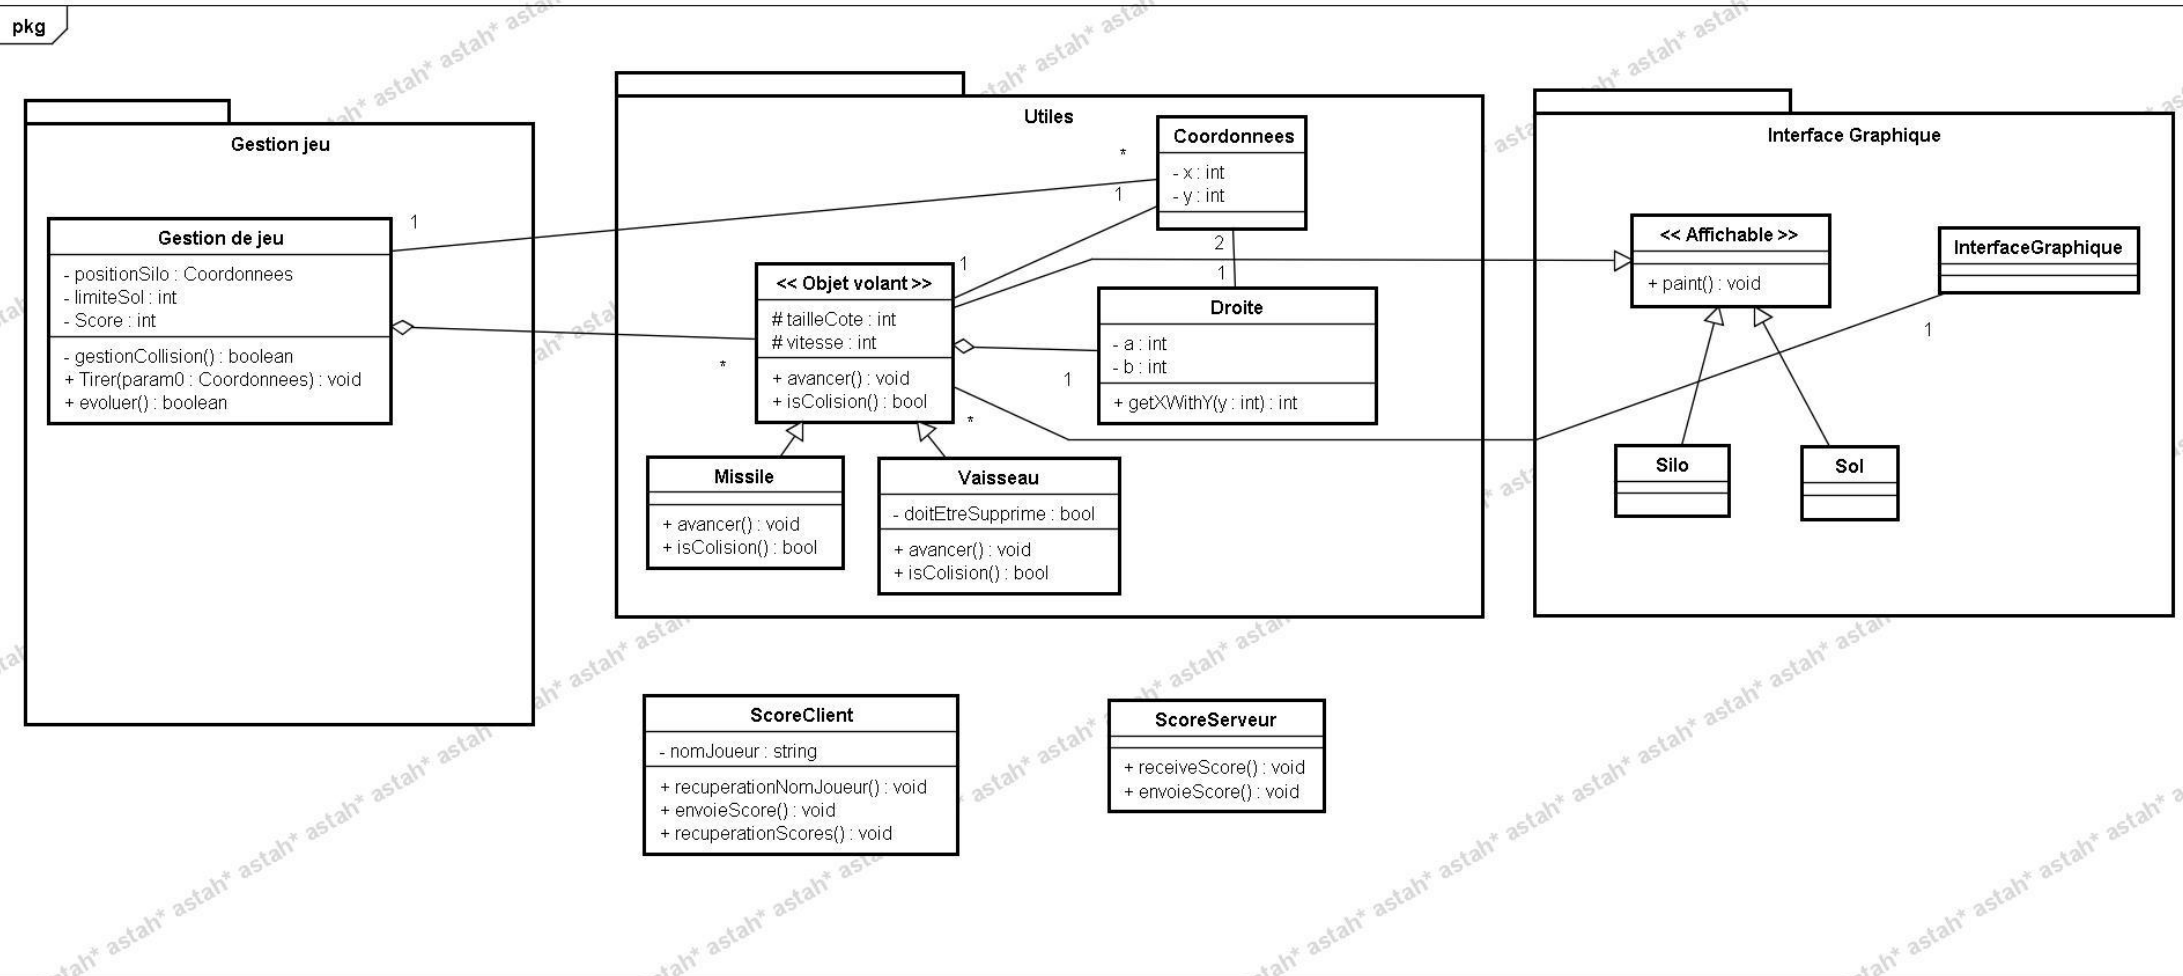 pkg
Gestion jeu
Gestion de jeu
- positionSilo : Coordonnees
- limiteSol : int
- Score : int
- gestionCollision() : boolean
+ Tirer(param0 : Coordonnees) : void
+ evoluer() : boolean
1
*
Utiles
Coordonnees
- x : int
- y : int
*
1
2
1
1
<< Objet volant >>
# tailleCote : int
# vitesse : int
+ avancer() : void
+ isColision() : bool
Droite
- a : int
- b : int
+ getXWithY(y : int) : int
1
*
Missile
+ avancer() : void
+ isColision() : bool
Vaisseau
- doitEtreSupprime : bool
+ avancer() : void
+ isColision() : bool
Interface Graphique
<< Affichable >>
+ paint() : void
InterfaceGraphique
1
Silo
Sol
ScoreClient
- nomJoueur : string
+ recuperationNomJoueur() : void
+ envoieScore() : void
+ recuperationScores() : void
ScoreServeur
+ receiveScore() : void
+ envoieScore() : void
astah* astah* astah* astah*